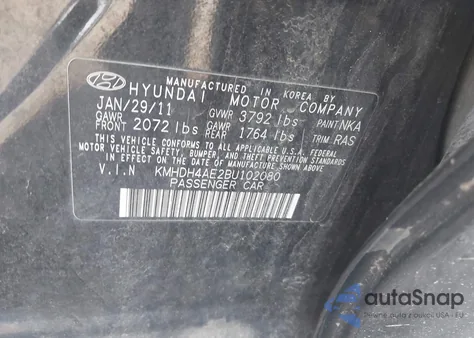 MANUFACTURED IN KOREA BY
HYUNDAI MOTOR COMPANY
JAN/29/11 GVWR 3792 lbs PAINT NKA
GAWR FRONT 2072 lbs GAWR REAR 1764 lbs TRIM RAS
THIS VEHICLE CONFORMS TO ALL APPLICABLE U.S.A. FEDERAL
MOTOR VEHICLE SAFETY, BUMPER, AND THEFT PREVENTION STANDARDS
IN EFFECT ON THE DATE OF MANUFACTURE SHOWN ABOVE.
V.I.N KMHDH4AE2BU102080
PASSENGER CAR
autoSnap